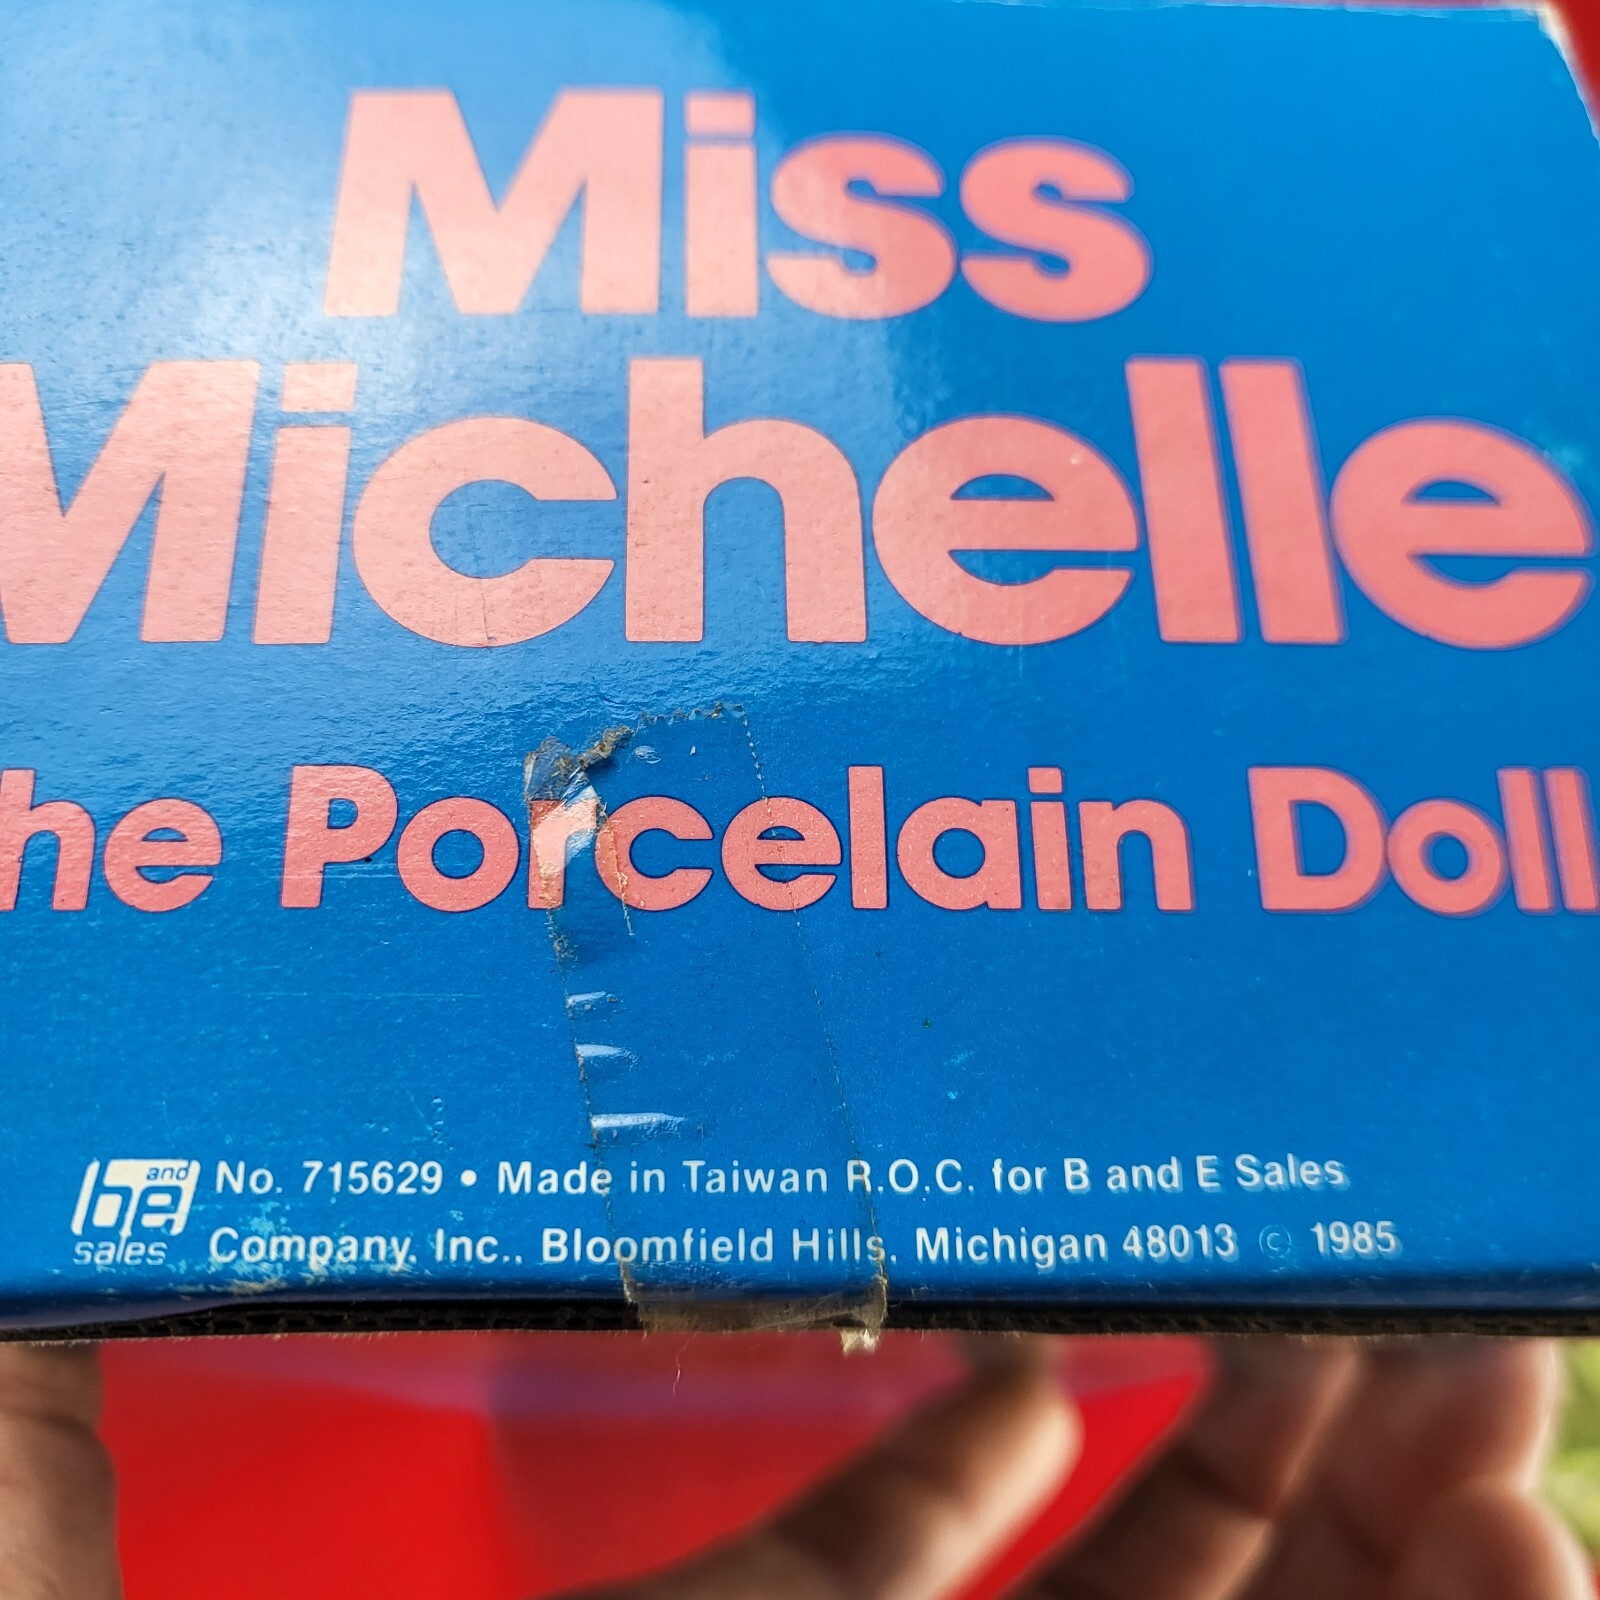 Miss
Michelle
he Porcelain Doll
and
be
sales
No. 715629 • Made in Taiwan R.O.C. for B and E Sales
Company, Inc., Bloomfield Hills, Michigan 48013 © 1985